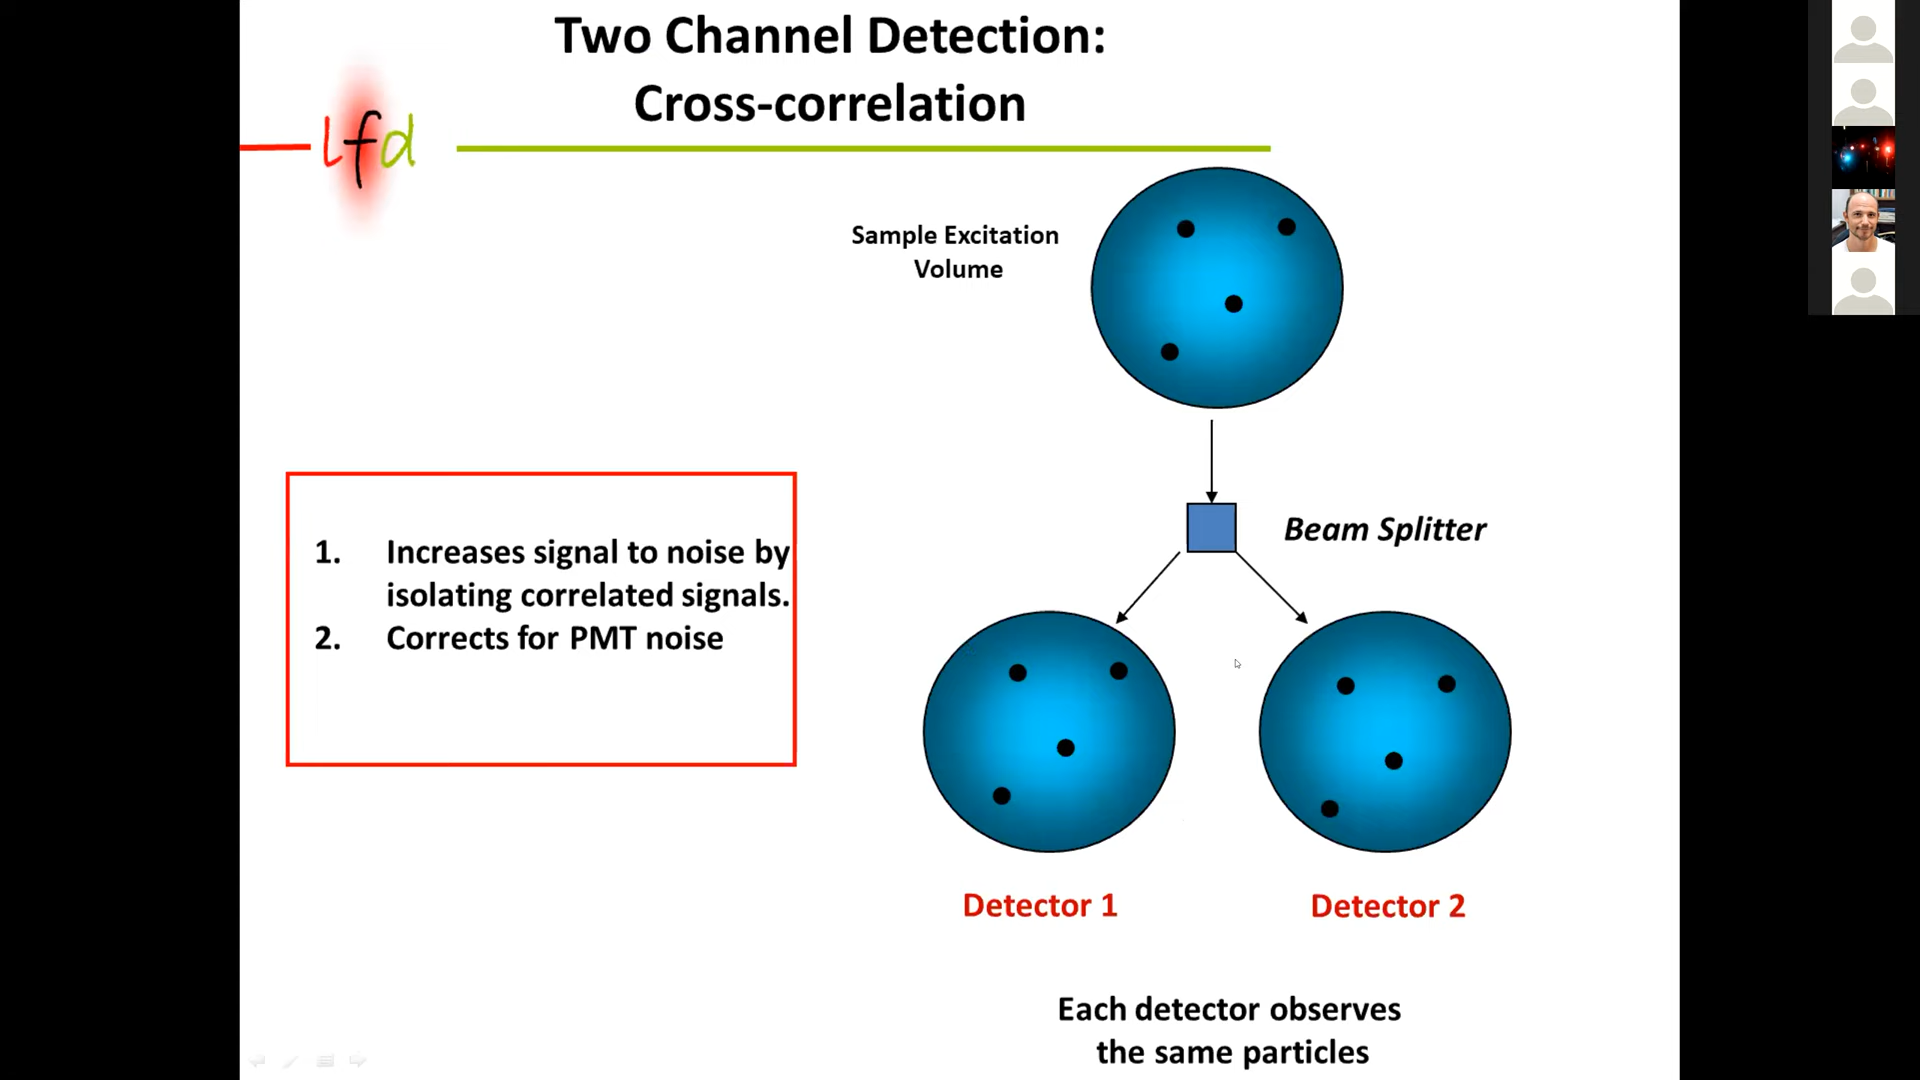 Two Channel Detection:
Cross-correlation
lfd
Sample Excitation
Volume
Beam Splitter
1. Increases signal to noise by
isolating correlated signals.
2. Corrects for PMT noise
Detector 1
Detector 2
Each detector observes
the same particles